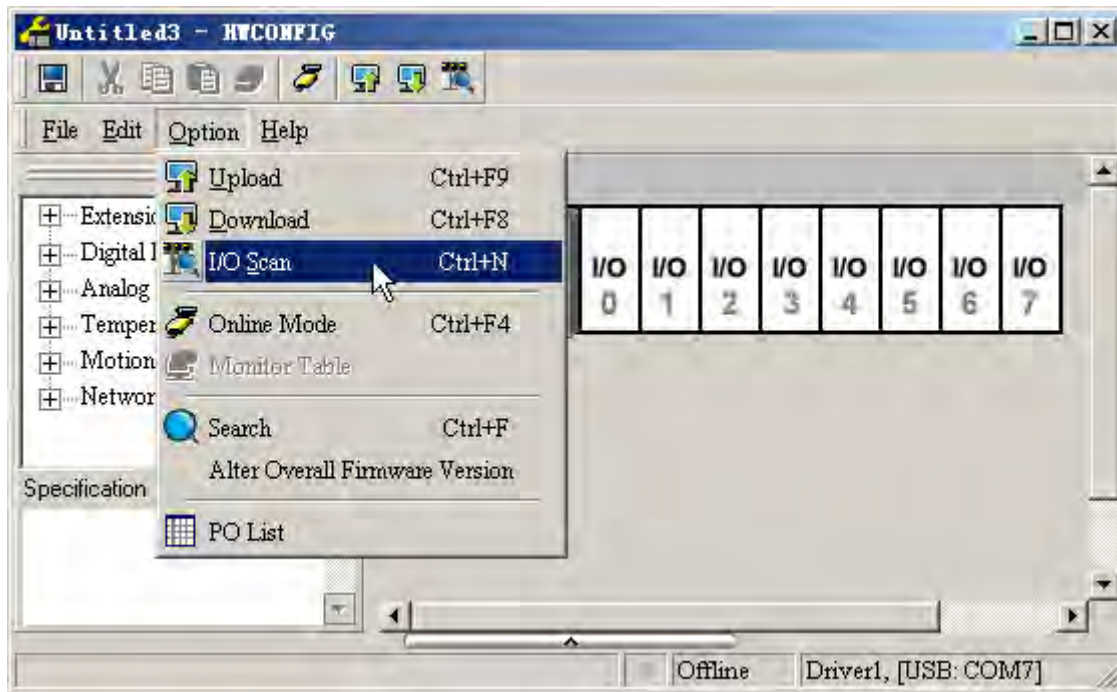 Untitled3 - HWCONFIG
File Edit Option Help
Upload Ctrl+F9
Download Ctrl+F8
I/O Scan Ctrl+N
Online Mode Ctrl+F4
Monitor Table
Search Ctrl+F
Alter Overall Firmware Version
PO List
Extensio
Digital I
Analog
Temper
Motion
Networ
Specification
I/O I/O I/O I/O I/O I/O I/O I/O
0 1 2 3 4 5 6 7
Offline Driver1, [USB: COM7]